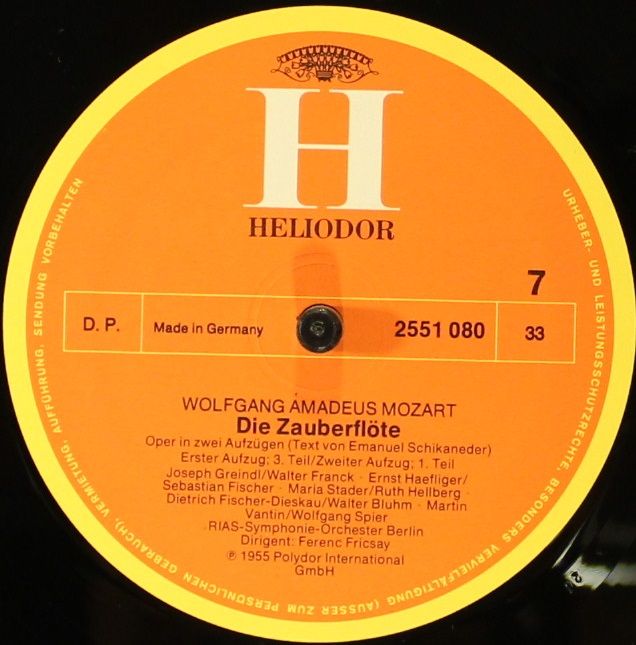 H
HELIODOR
7
D. P.
Made in Germany
2551 080
33
WOLFGANG AMADEUS MOZART
Die Zauberflöte
Oper in zwei Aufzügen (Text von Emanuel Schikaneder)
Erster Aufzug; 3. Teil/Zweiter Aufzug; 1. Teil
Joseph Greindl/Walter Franck · Ernst Haefliger/
Sebastian Fischer · Maria Stader/Ruth Hellberg ·
Dietrich Fischer-Dieskau/Walter Bluhm · Martin
Vantin/Wolfgang Spier
RIAS-Symphonie-Orchester Berlin
Dirigent: Ferenc Fricsay
℗ 1955 Polydor International
GmbH
URHEBER- UND LEISTUNGSSCHUTZRECHTE, BESONDERS VERVIELFÄLTIGUNG (AUSSER ZUM PERSÖNLICHEN GEBRAUCH), VERMIETUNG, AUFFÜHRUNG, SENDUNG VORBEHALTEN